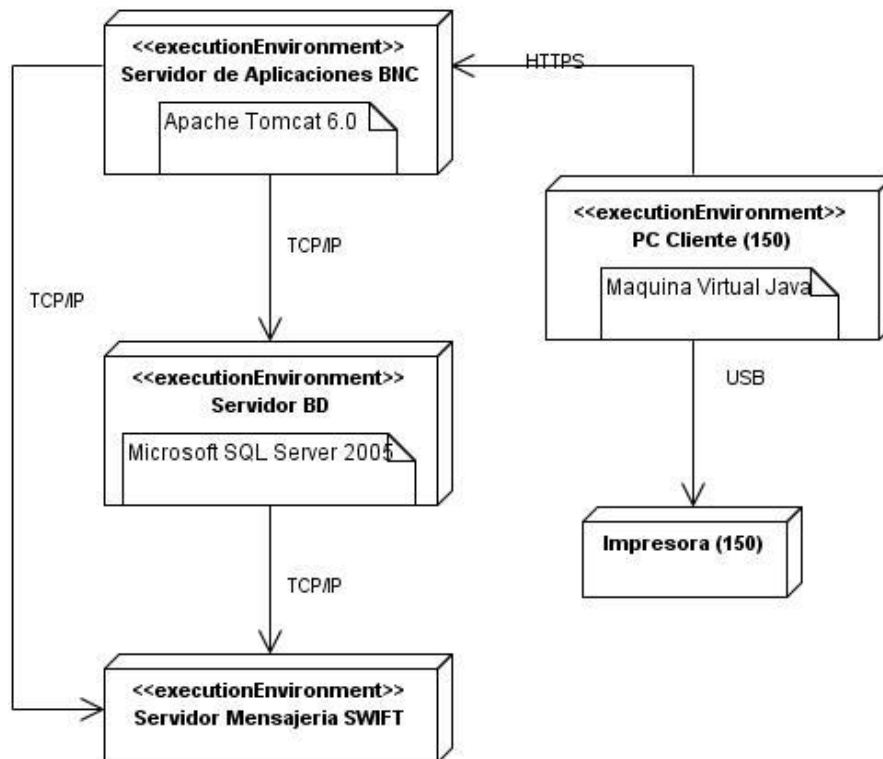 <<executionEnvironment>>
Servidor de Aplicaciones BNC
Apache Tomcat 6.0
HTTPS
<<executionEnvironment>>
PC Cliente (150)
Maquina Virtual Java
TCP/IP
TCP/IP
<<executionEnvironment>>
Servidor BD
Microsoft SQL Server 2005
USB
Impresora (150)
TCP/IP
<<executionEnvironment>>
Servidor Mensajeria SWIFT